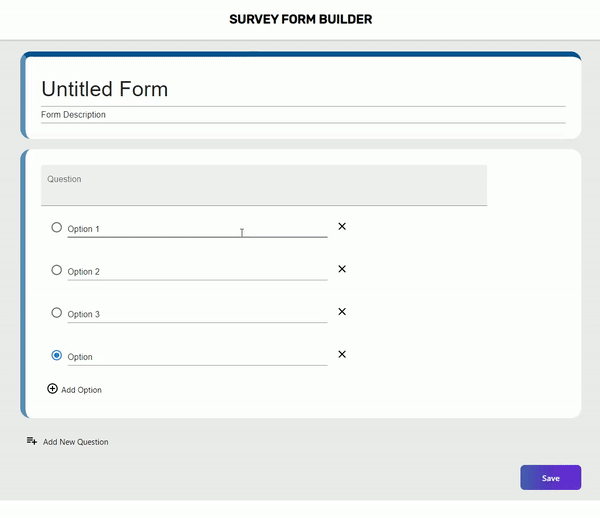 SURVEY FORM BUILDER
Untitled Form
Form Description
Question
Option 1
Option 2
Option 3
Option
Add Option
Add New Question
Save